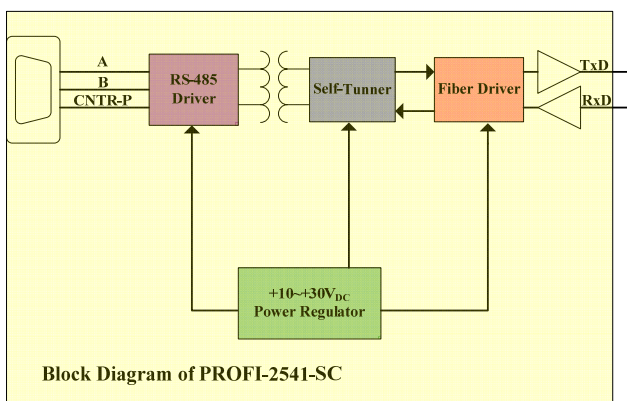 A
B
CNTR-P
RS-485
Driver
Self-Tunner
Fiber Driver
TxD
RxD
+10~+30VDC
Power Regulator
Block Diagram of PROFI-2541-SC